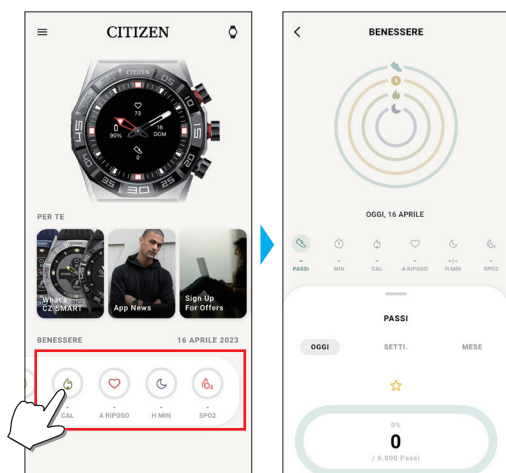 CITIZEN
CITIZEN
73
90%
16
DOM
0
PER TE
What's
CZ SMART
App News
Sign Up
For Offers
BENESSERE
16 APRILE 2023
-
-
-
-
CAL
A RIPOSO
H MIN
SPO2
BENESSERE
OGGI, 16 APRILE
-
-
-
-
-:-
-
PASSI
MIN
CAL
A RIPOSO
H MIN
SPO2
PASSI
OGGI
SETTI.
MESE
0%
0
/ 6.000 Passi